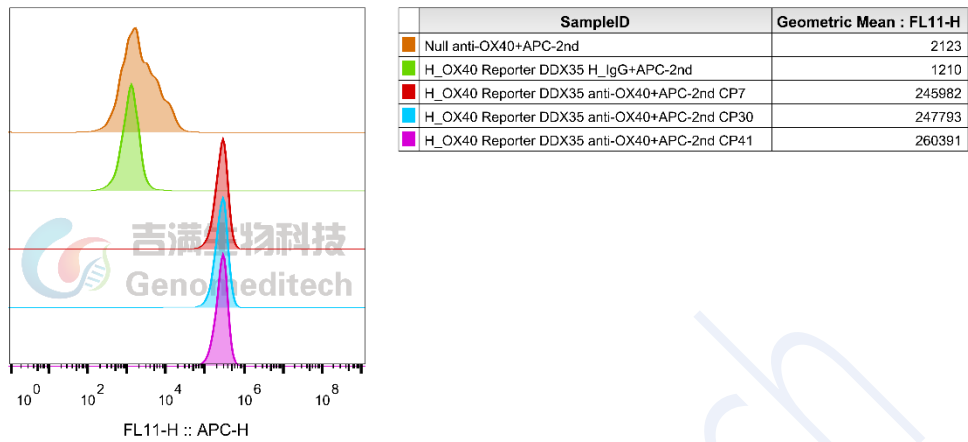 SampleID Geometric Mean : FL11-H
Null anti-OX40+APC-2nd 2123
H_OX40 Reporter DDX35 H_IgG+APC-2nd 1210
H_OX40 Reporter DDX35 anti-OX40+APC-2nd CP7 245982
H_OX40 Reporter DDX35 anti-OX40+APC-2nd CP30 247793
H_OX40 Reporter DDX35 anti-OX40+APC-2nd CP41 260391
吉满生物科技
Genomeditech
10^0 10^2 10^4 10^6 10^8
FL11-H :: APC-H